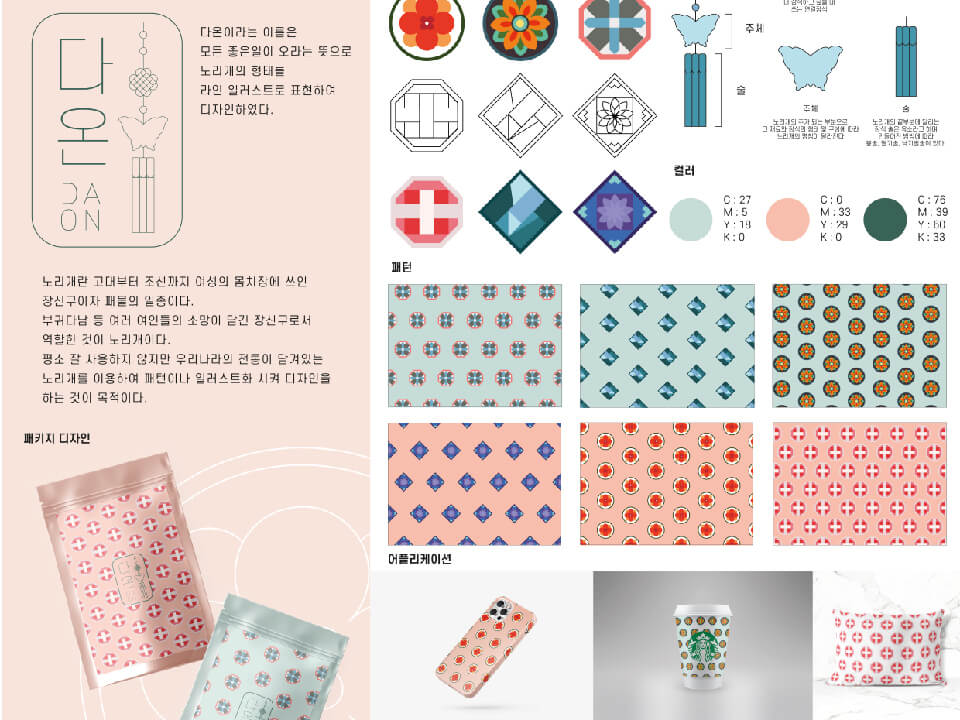 다온
DA
ON
다온이라는 이름은
모든 좋은일이 오라는 뜻으로
노리개의 형태를
라인 일러스트로 표현하여
디자인하였다.
노리개란 고대부터 조선까지 여성의 몸치장에 쓰인
장신구이자 패물의 일종이다.
부귀다남 등 여러 여인들의 소망이 담긴 장신구로서
역할을 한 것이 노리개이다.
평소 잘 사용하지 않지만 우리나라의 전통이 담겨있는
노리개를 이용하여 패턴이나 일러스트화 시켜 디자인을
하는 것이 목적이다.
패키지 디자인
주체
술
주체
술
컬러
C : 27
M : 5
Y : 18
K : 0
C : 0
M : 33
Y : 29
K : 0
C : 76
M : 39
Y : 60
K : 33
패턴
어플리케이션